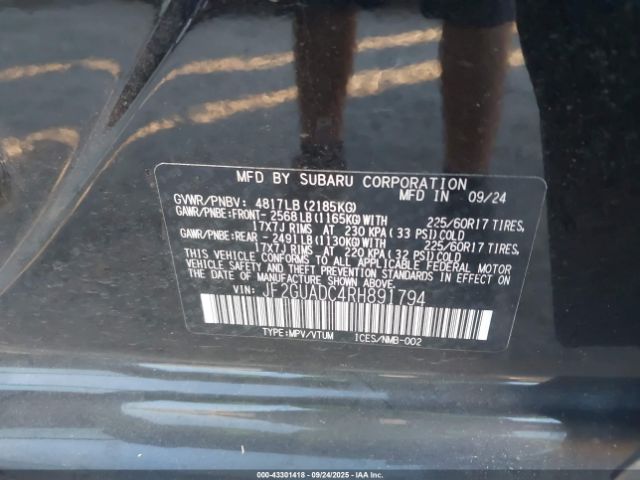 MFD BY SUBARU CORPORATION
MFD IN 09/24
GVWR/PNBV: 4817LB (2185KG)
GAWR/PNBE:FRONT- 2568LB(1165KG)WITH 225/60R17 TIRES,
17X7J RIMS AT 230 KPA(33 PSI)COLD
GAWR/PNBE:REAR - 2491LB(1130KG)WITH 225/60R17 TIRES,
17X7J RIMS AT 220 KPA(32 PSI)COLD
THIS VEHICLE CONFORMS TO ALL APPLICABLE FEDERAL MOTOR
VEHICLE SAFETY AND THEFT PREVENTION STANDARDS IN EFFECT
ON THE DATE OF MANUFACTURE SHOWN ABOVE.
VIN: JF2GUADC4RH891794
TYPE:MPV/VTUM ICES/NMB-002
000-43301418 - 09/24/2025 - IAAI, Inc.